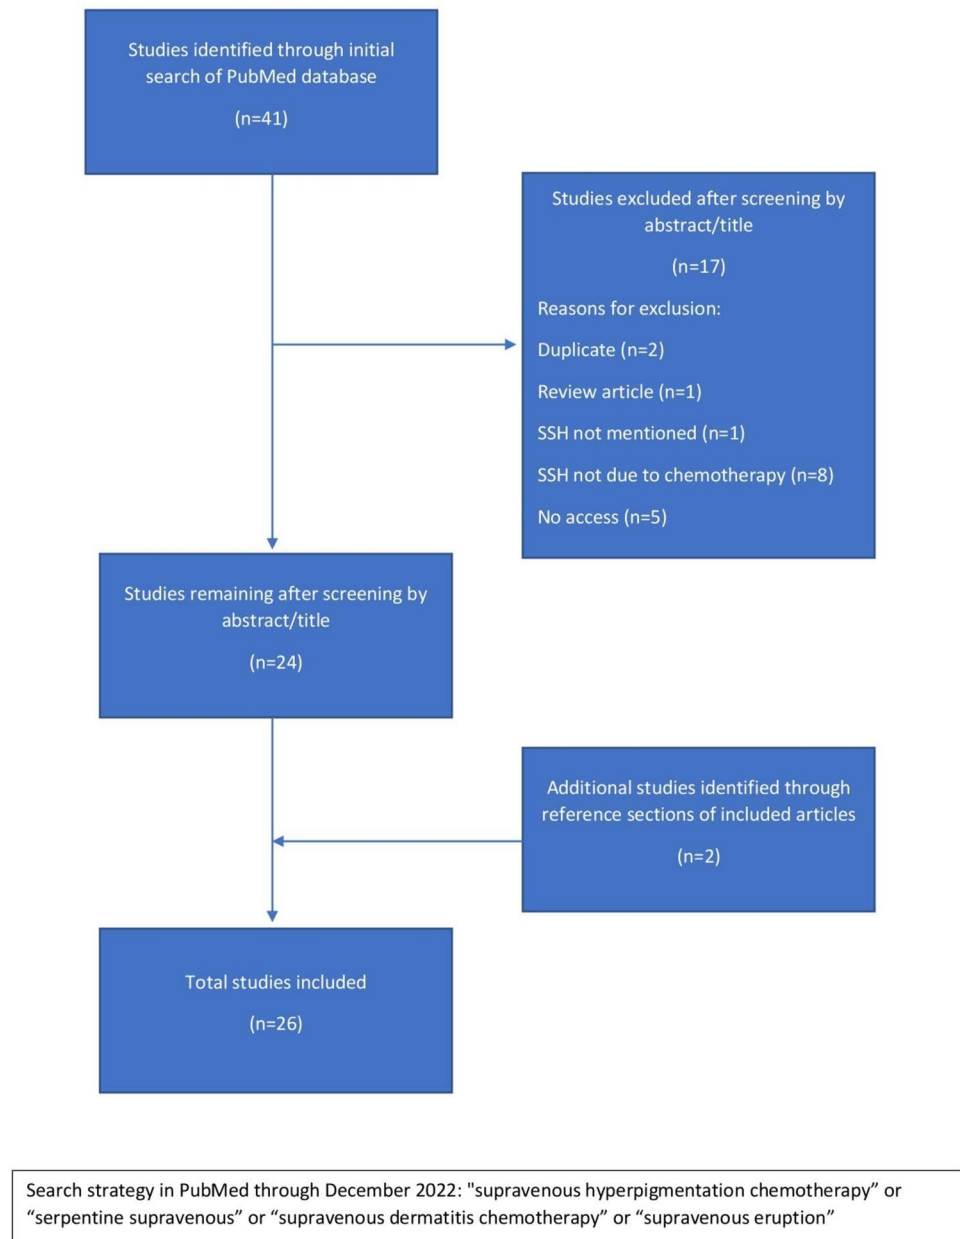 Studies identified through initial
search of PubMed database
(n=41)
Studies excluded after screening by
abstract/title
(n=17)
Reasons for exclusion:
Duplicate (n=2)
Review article (n=1)
SSH not mentioned (n=1)
SSH not due to chemotherapy (n=8)
No access (n=5)
Studies remaining after screening by
abstract/title
(n=24)
Additional studies identified through
reference sections of included articles
(n=2)
Total studies included
(n=26)
Search strategy in PubMed through December 2022: "supravenous hyperpigmentation chemotherapy” or
“serpentine supravenous” or “supravenous dermatitis chemotherapy” or “supravenous eruption”